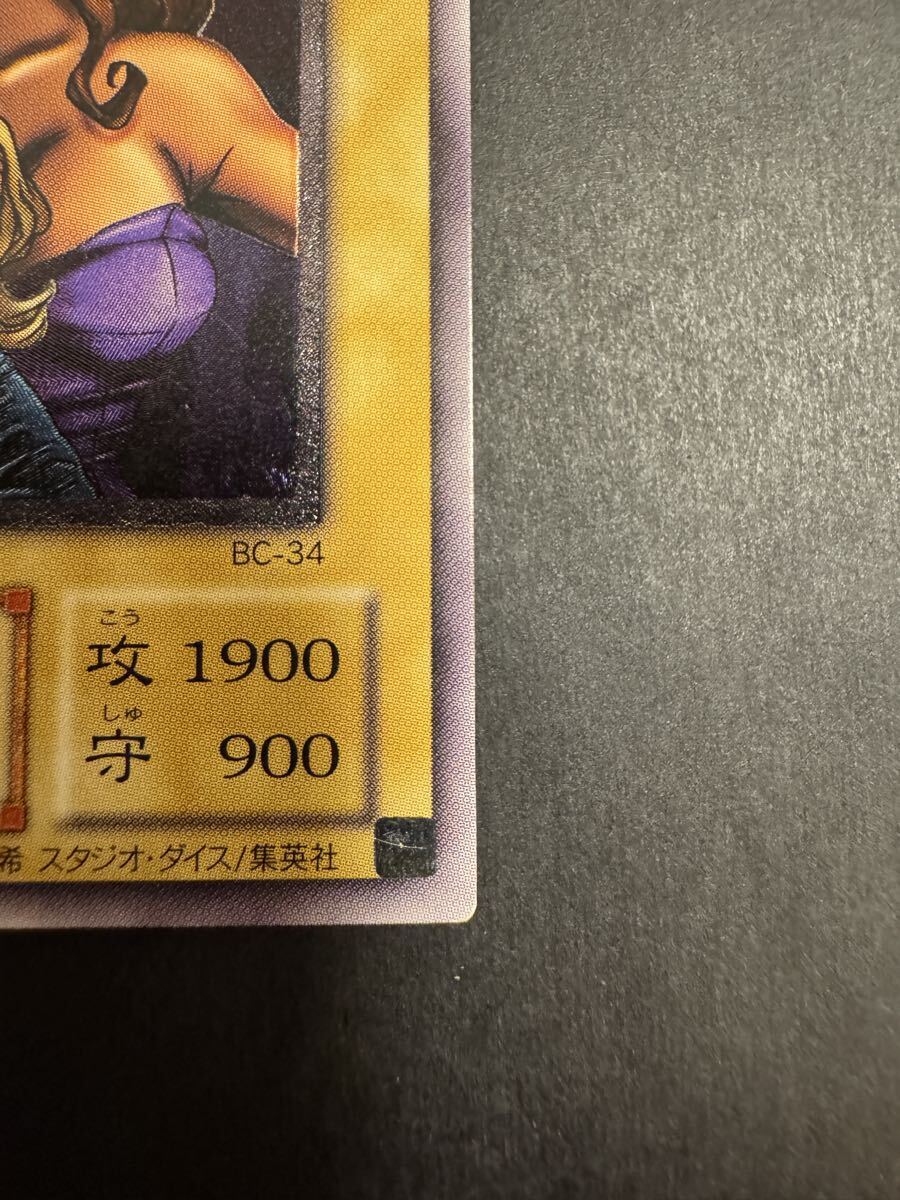 BC-34
こう
攻 1900
しゅ
守 900
希 スタジオ・ダイス/集英社